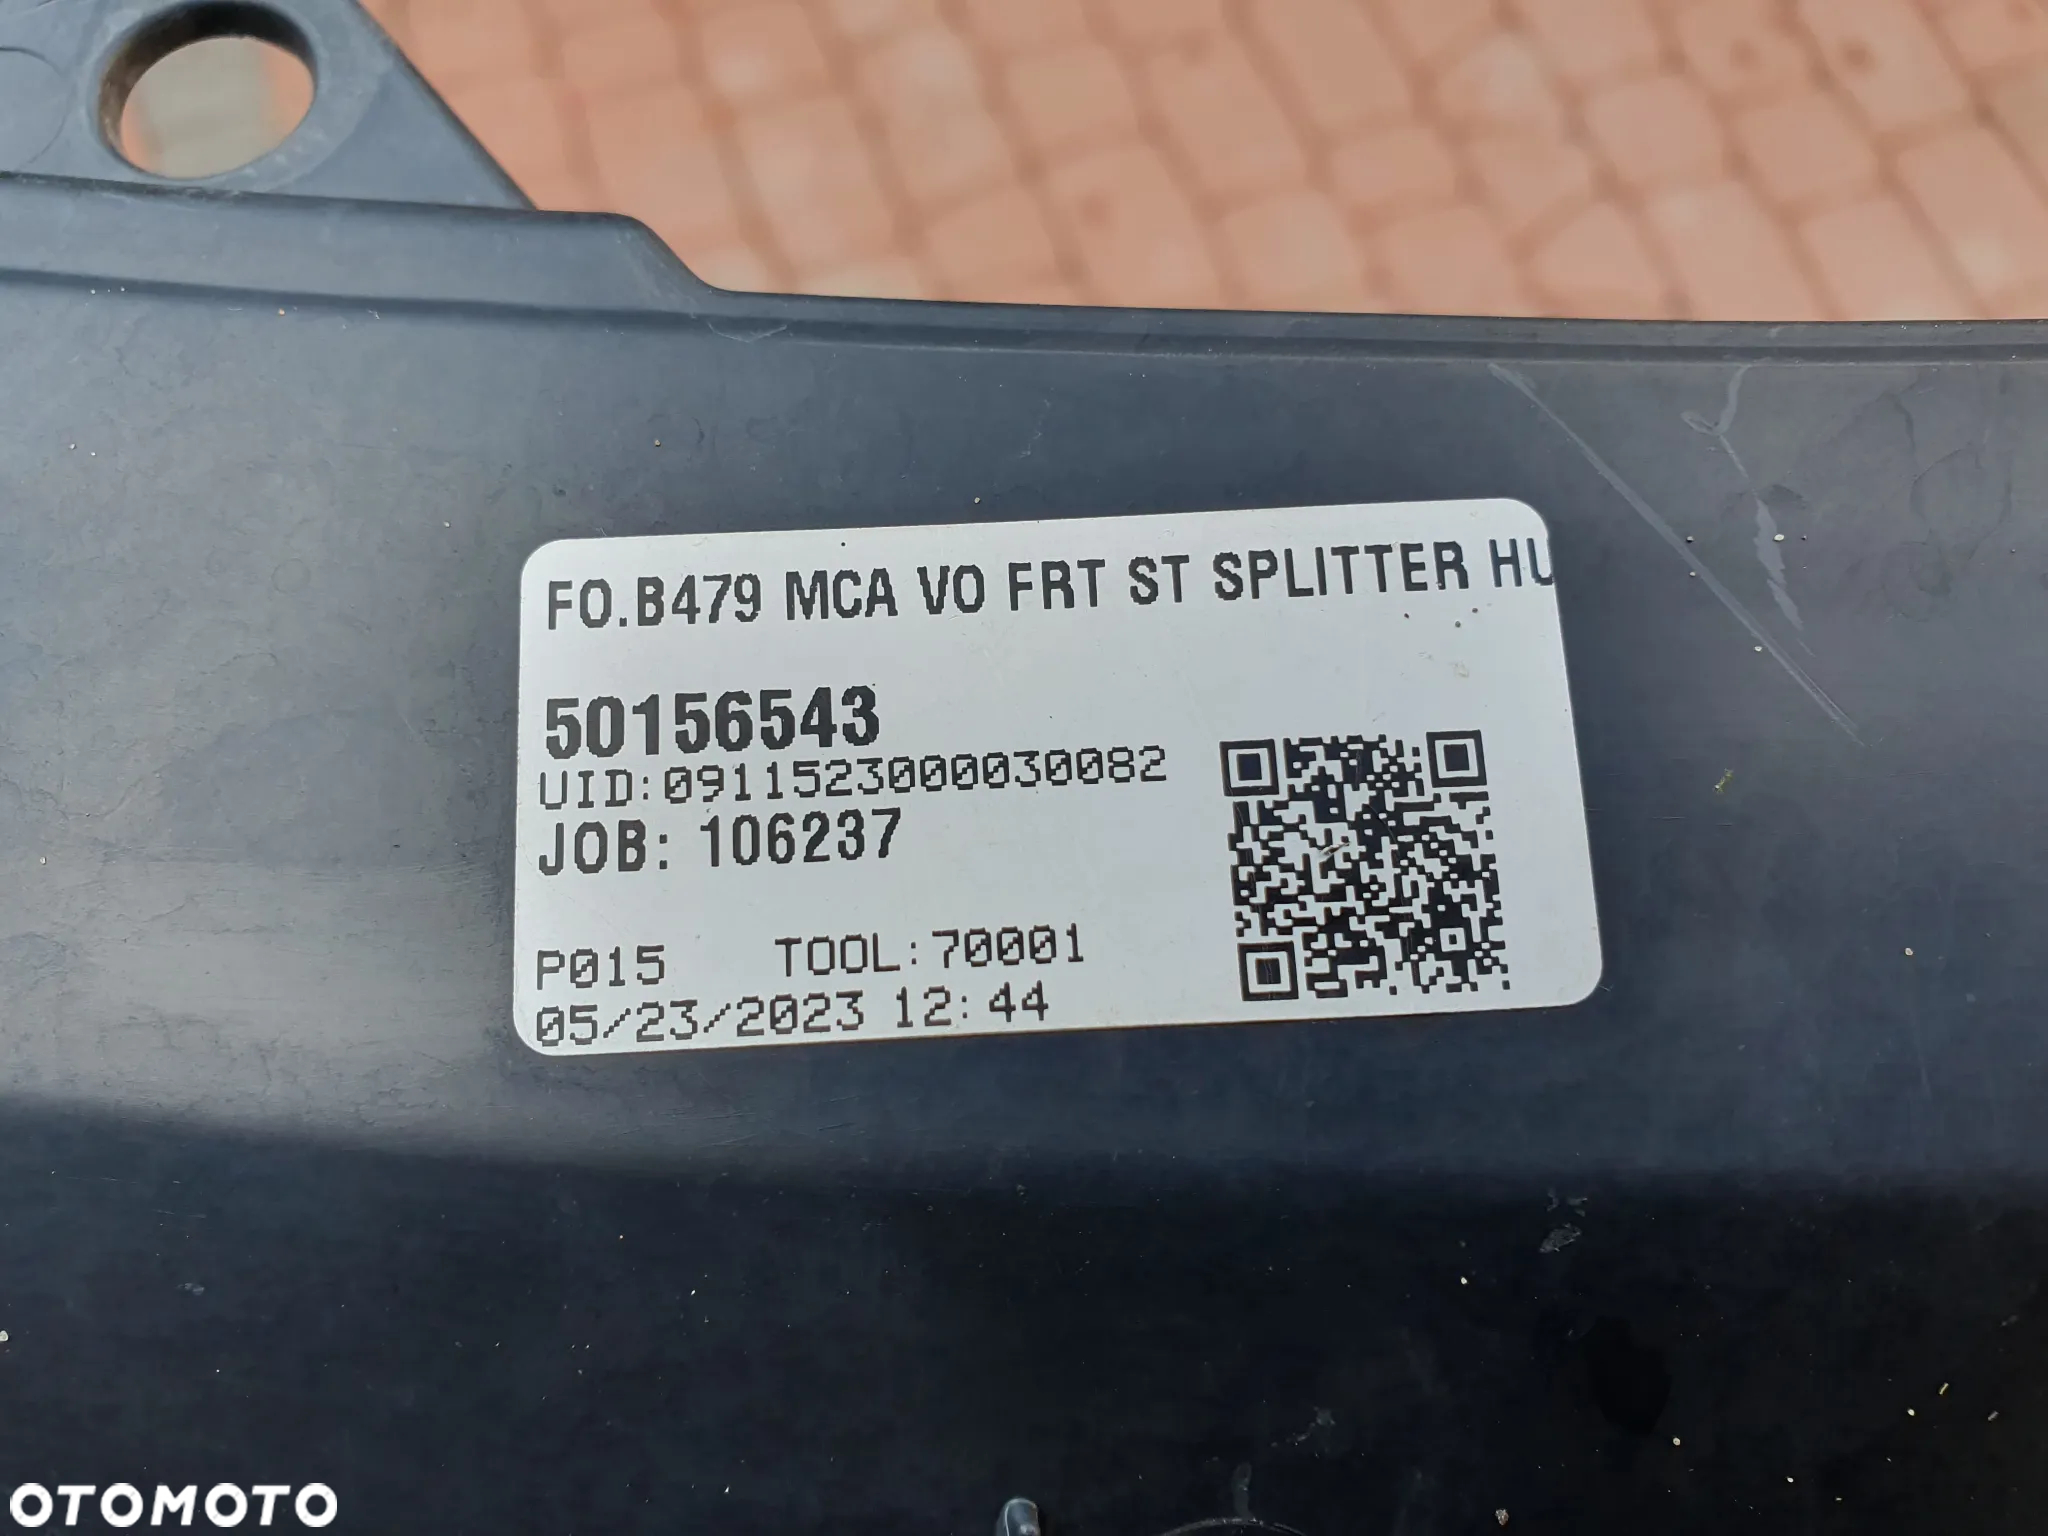 FO.B479 MCA VO FRT ST SPLITTER HU
50156543
UID:0911523000030082
JOB: 106237
P015 TOOL:70001
05/23/2023 12:44
OTOMOTO